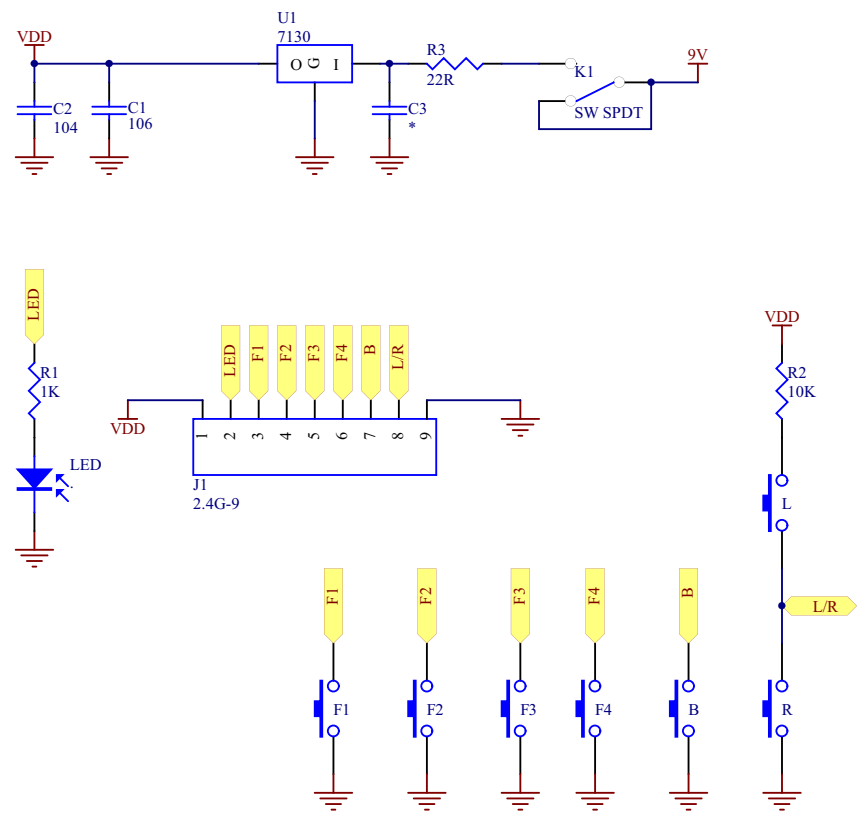 U1
7130
VDD
O G I
R3
22R
K1
9V
SW SPDT
C2
104
C1
106
C3
*
LED
R1
1K
LED
VDD
LED
F1
F2
F3
F4
B
L/R
1 2 3 4 5 6 7 8 9
J1
2.4G-9
VDD
R2
10K
L
L/R
F1
F2
F3
F4
B
F1
F2
F3
F4
B
R